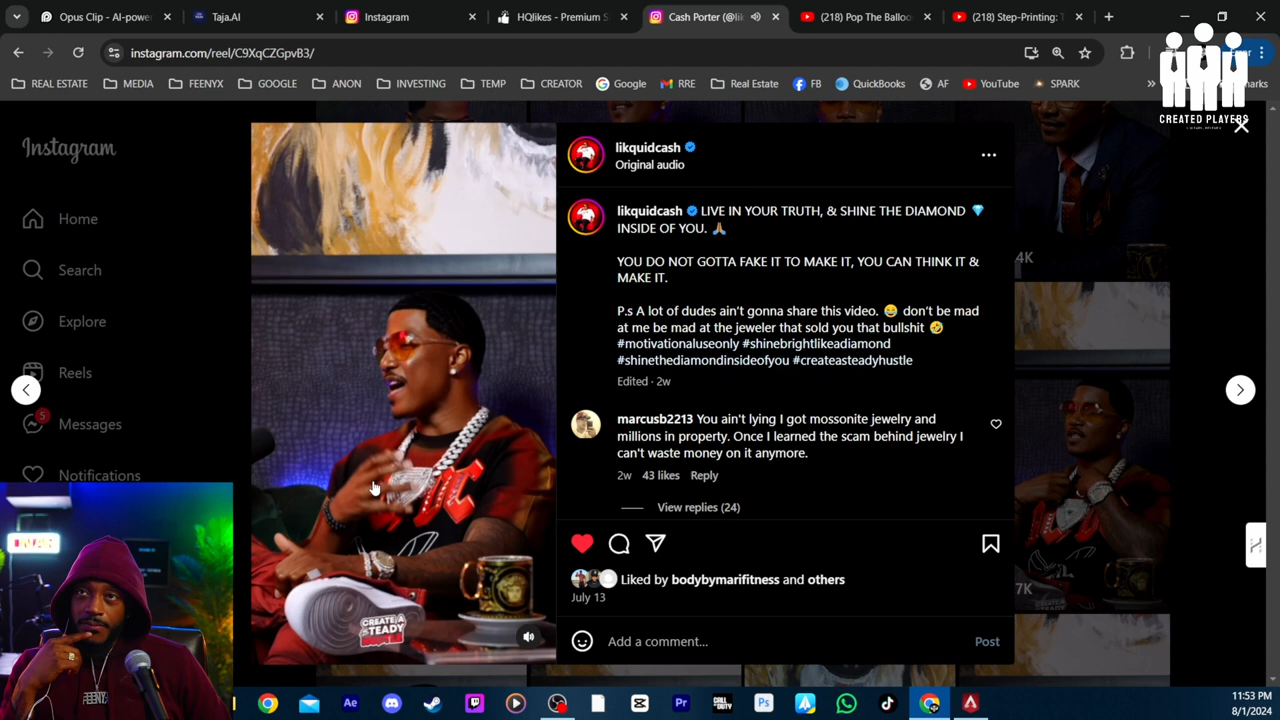 Opus Clip - AI-power
Taja.AI
Instagram
HQlikes - Premium S
Cash Porter (@li
(218) Pop The Balloo
(218) Step-Printing: T
instagram.com/reel/C9XqCZGpvB3/
REAL ESTATE
MEDIA
FEENYX
GOOGLE
ANON
INVESTING
TEMP
CREATOR
Google
RRE
Real Estate
FB
QuickBooks
AF
YouTube
SPARK
CREATED PLAYERS
Instagram
Home
Search
Explore
Reels
5
Messages
Notifications
likquidcash
Original audio
likquidcash LIVE IN YOUR TRUTH, & SHINE THE DIAMOND 💎
INSIDE OF YOU. 🙏🏽
YOU DO NOT GOTTA FAKE IT TO MAKE IT, YOU CAN THINK IT &
MAKE IT.
P.s A lot of dudes ain't gonna share this video. 😂 don't be mad
at me be mad at the jeweler that sold you that bullshit 🤣
#motivationaluseonly #shinebrightlikeadiamond
#shinethediamondinsideofyou #createasteadyhustle
Edited · 2w
marcusb2213 You ain't lying I got mossonite jewelry and
millions in property. Once I learned the scam behind jewelry I
can't waste money on it anymore.
2w 43 likes Reply
View replies (24)
Liked by bodybymarifitness and others
July 13
Add a comment...
Post
CREATE A
STEADY
HUSTLE
4K
7K
11:53 PM
8/1/2024